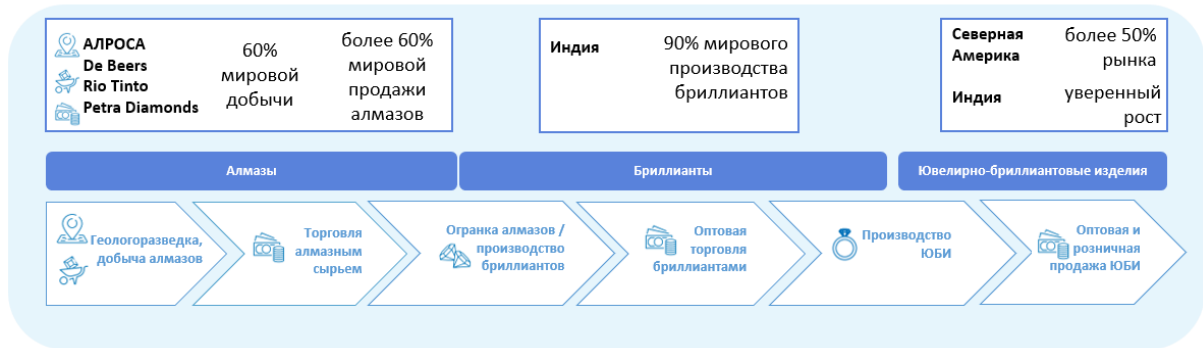 АЛРОСА
De Beers
Rio Tinto
Petra Diamonds
60%
мировой
добычи
более 60%
мировой
продажи
алмазов
Индия
90% мирового
производства
бриллиантов
Северная
Америка
более 50%
рынка
Индия
уверенный
рост
Алмазы
Бриллианты
Ювелирно-бриллиантовые изделия
Геологоразведка,
добыча алмазов
Торговля
алмазным
сырьем
Огранка алмазов /
производство
бриллиантов
Оптовая
торговля
бриллиантами
Производство
ЮБИ
Оптовая и
розничная
продажа ЮБИ